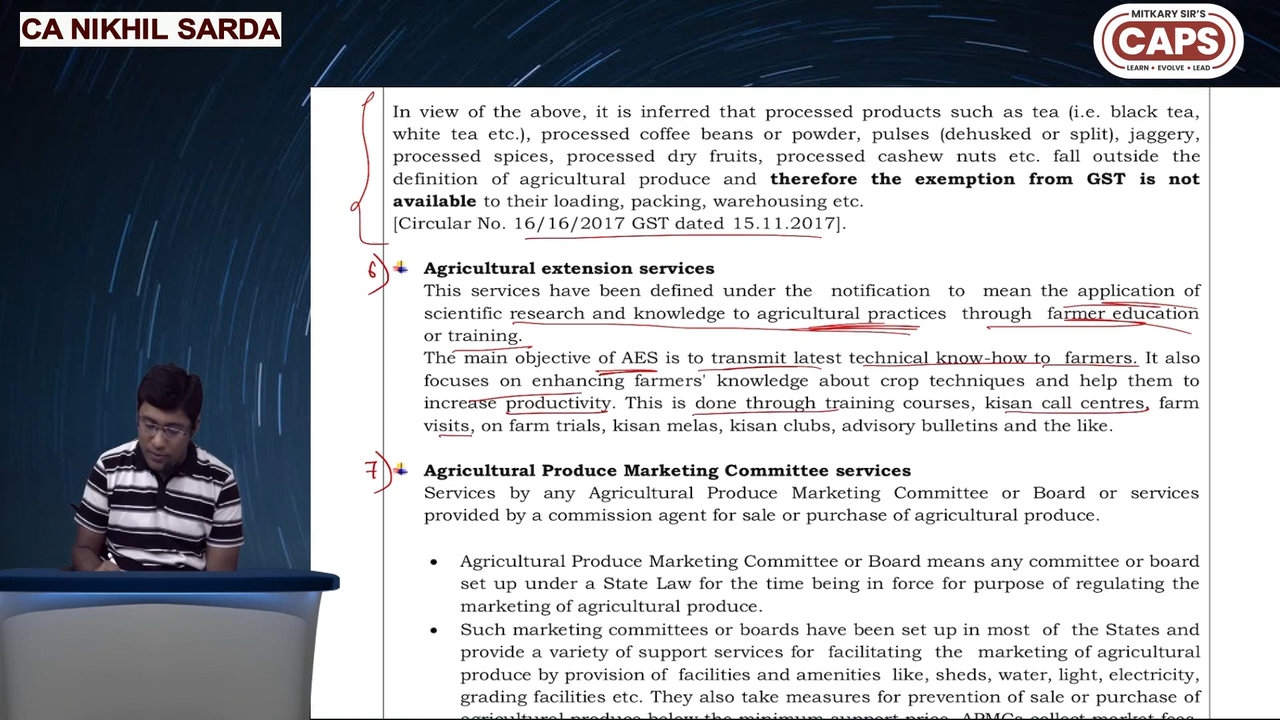 CA NIKHIL SARDA
MITKARY SIR'S
CAPS
LEARN • EVOLVE • LEAD
In view of the above, it is inferred that processed products such as tea (i.e. black tea,
white tea etc.), processed coffee beans or powder, pulses (dehusked or split), jaggery,
processed spices, processed dry fruits, processed cashew nuts etc. fall outside the
definition of agricultural produce and therefore the exemption from GST is not
available to their loading, packing, warehousing etc.
[Circular No. 16/16/2017 GST dated 15.11.2017].
6) Agricultural extension services
This services have been defined under the notification to mean the application of
scientific research and knowledge to agricultural practices through farmer education
or training.
The main objective of AES is to transmit latest technical know-how to farmers. It also
focuses on enhancing farmers' knowledge about crop techniques and help them to
increase productivity. This is done through training courses, kisan call centres, farm
visits, on farm trials, kisan melas, kisan clubs, advisory bulletins and the like.
7) Agricultural Produce Marketing Committee services
Services by any Agricultural Produce Marketing Committee or Board or services
provided by a commission agent for sale or purchase of agricultural produce.
• Agricultural Produce Marketing Committee or Board means any committee or board
set up under a State Law for the time being in force for purpose of regulating the
marketing of agricultural produce.
• Such marketing committees or boards have been set up in most of the States and
provide a variety of support services for facilitating the marketing of agricultural
produce by provision of facilities and amenities like, sheds, water, light, electricity,
grading facilities etc. They also take measures for prevention of sale or purchase of
agricultural produce below the minimum support price. APMCs collect market fees,